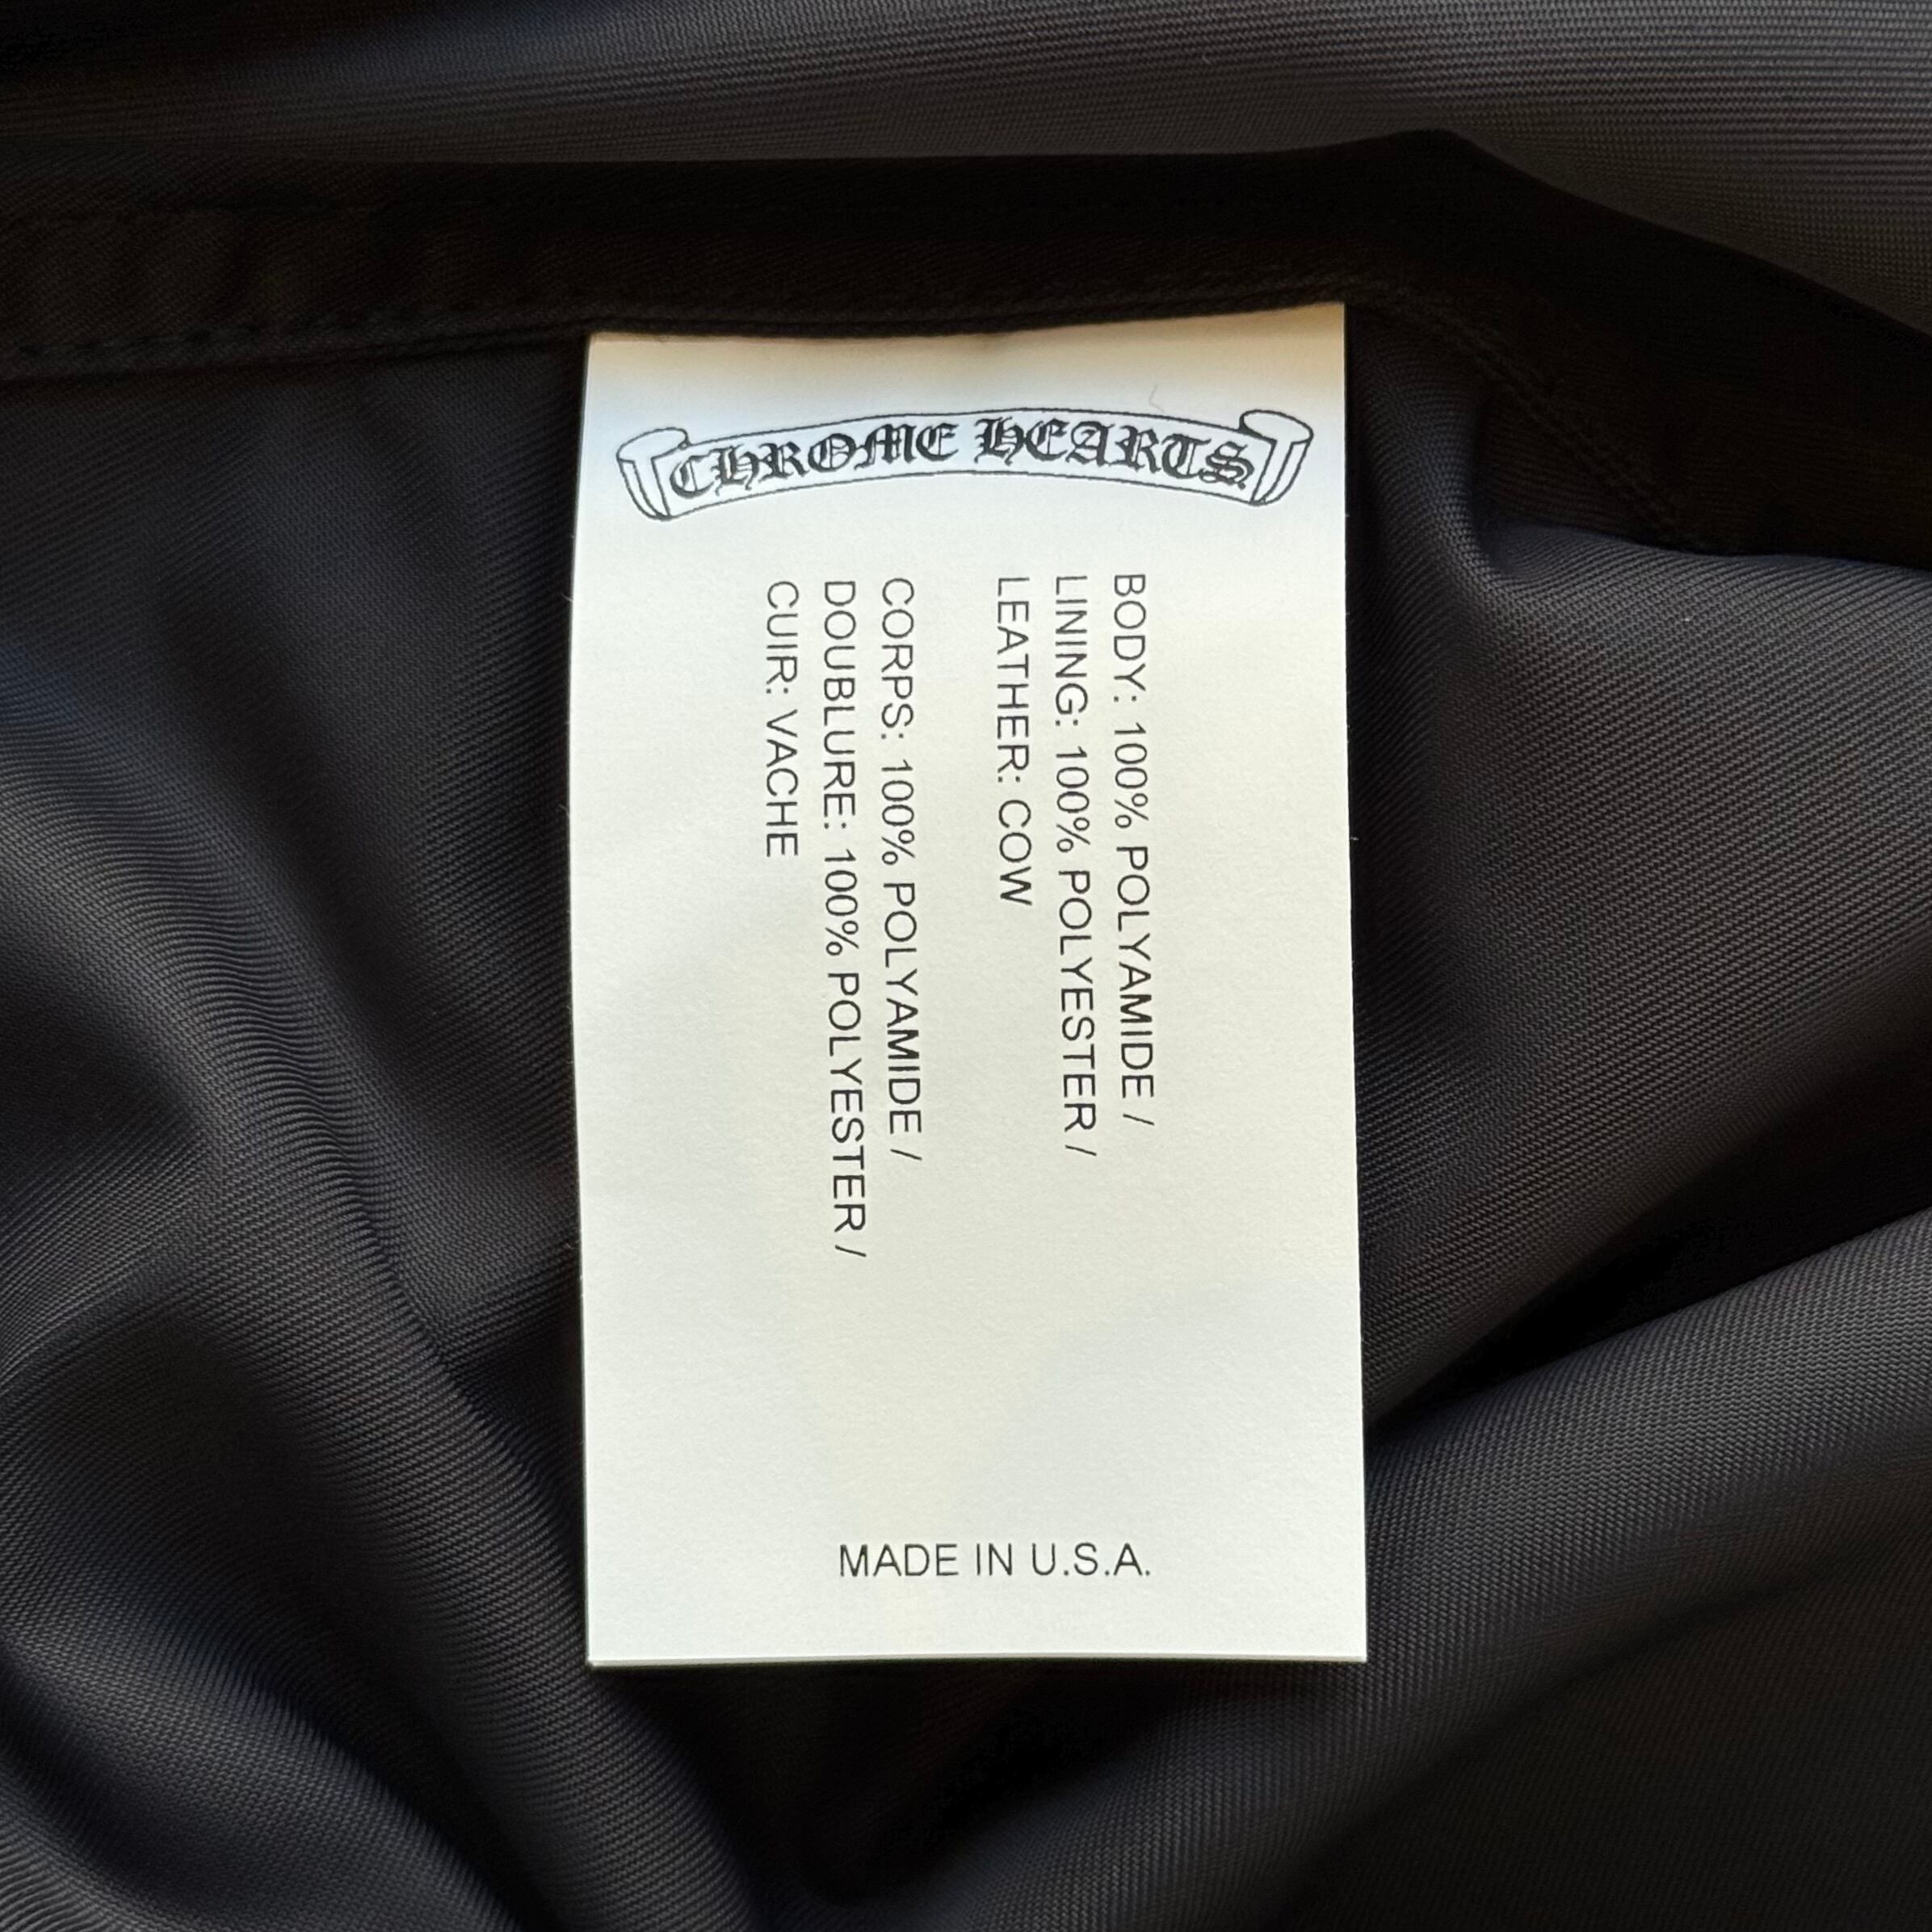 CHROME HEARTS
BODY: 100% POLYAMIDE /
LINING: 100% POLYESTER /
LEATHER: COW
CORPS: 100% POLYAMIDE /
DOUBLURE: 100% POLYESTER /
CUIR: VACHE
MADE IN U.S.A.